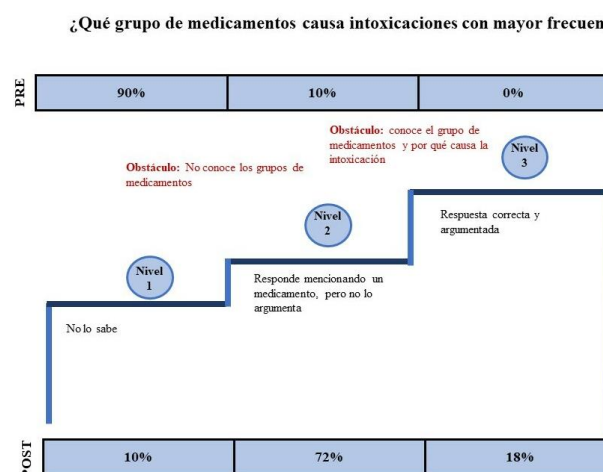 ¿Qué grupo de medicamentos causa intoxicaciones con mayor frecuen
PRE
90%
10%
0%
Obstáculo: conoce el grupo de
medicamentos y por qué causa la
intoxicación
Nivel
3
Obstáculo: No conoce los grupos de
medicamentos
Nivel
2
Respuesta correcta y
argumentada
Nivel
1
Responde mencionando un
medicamento, pero no lo
argumenta
No lo sabe
POST
10%
72%
18%